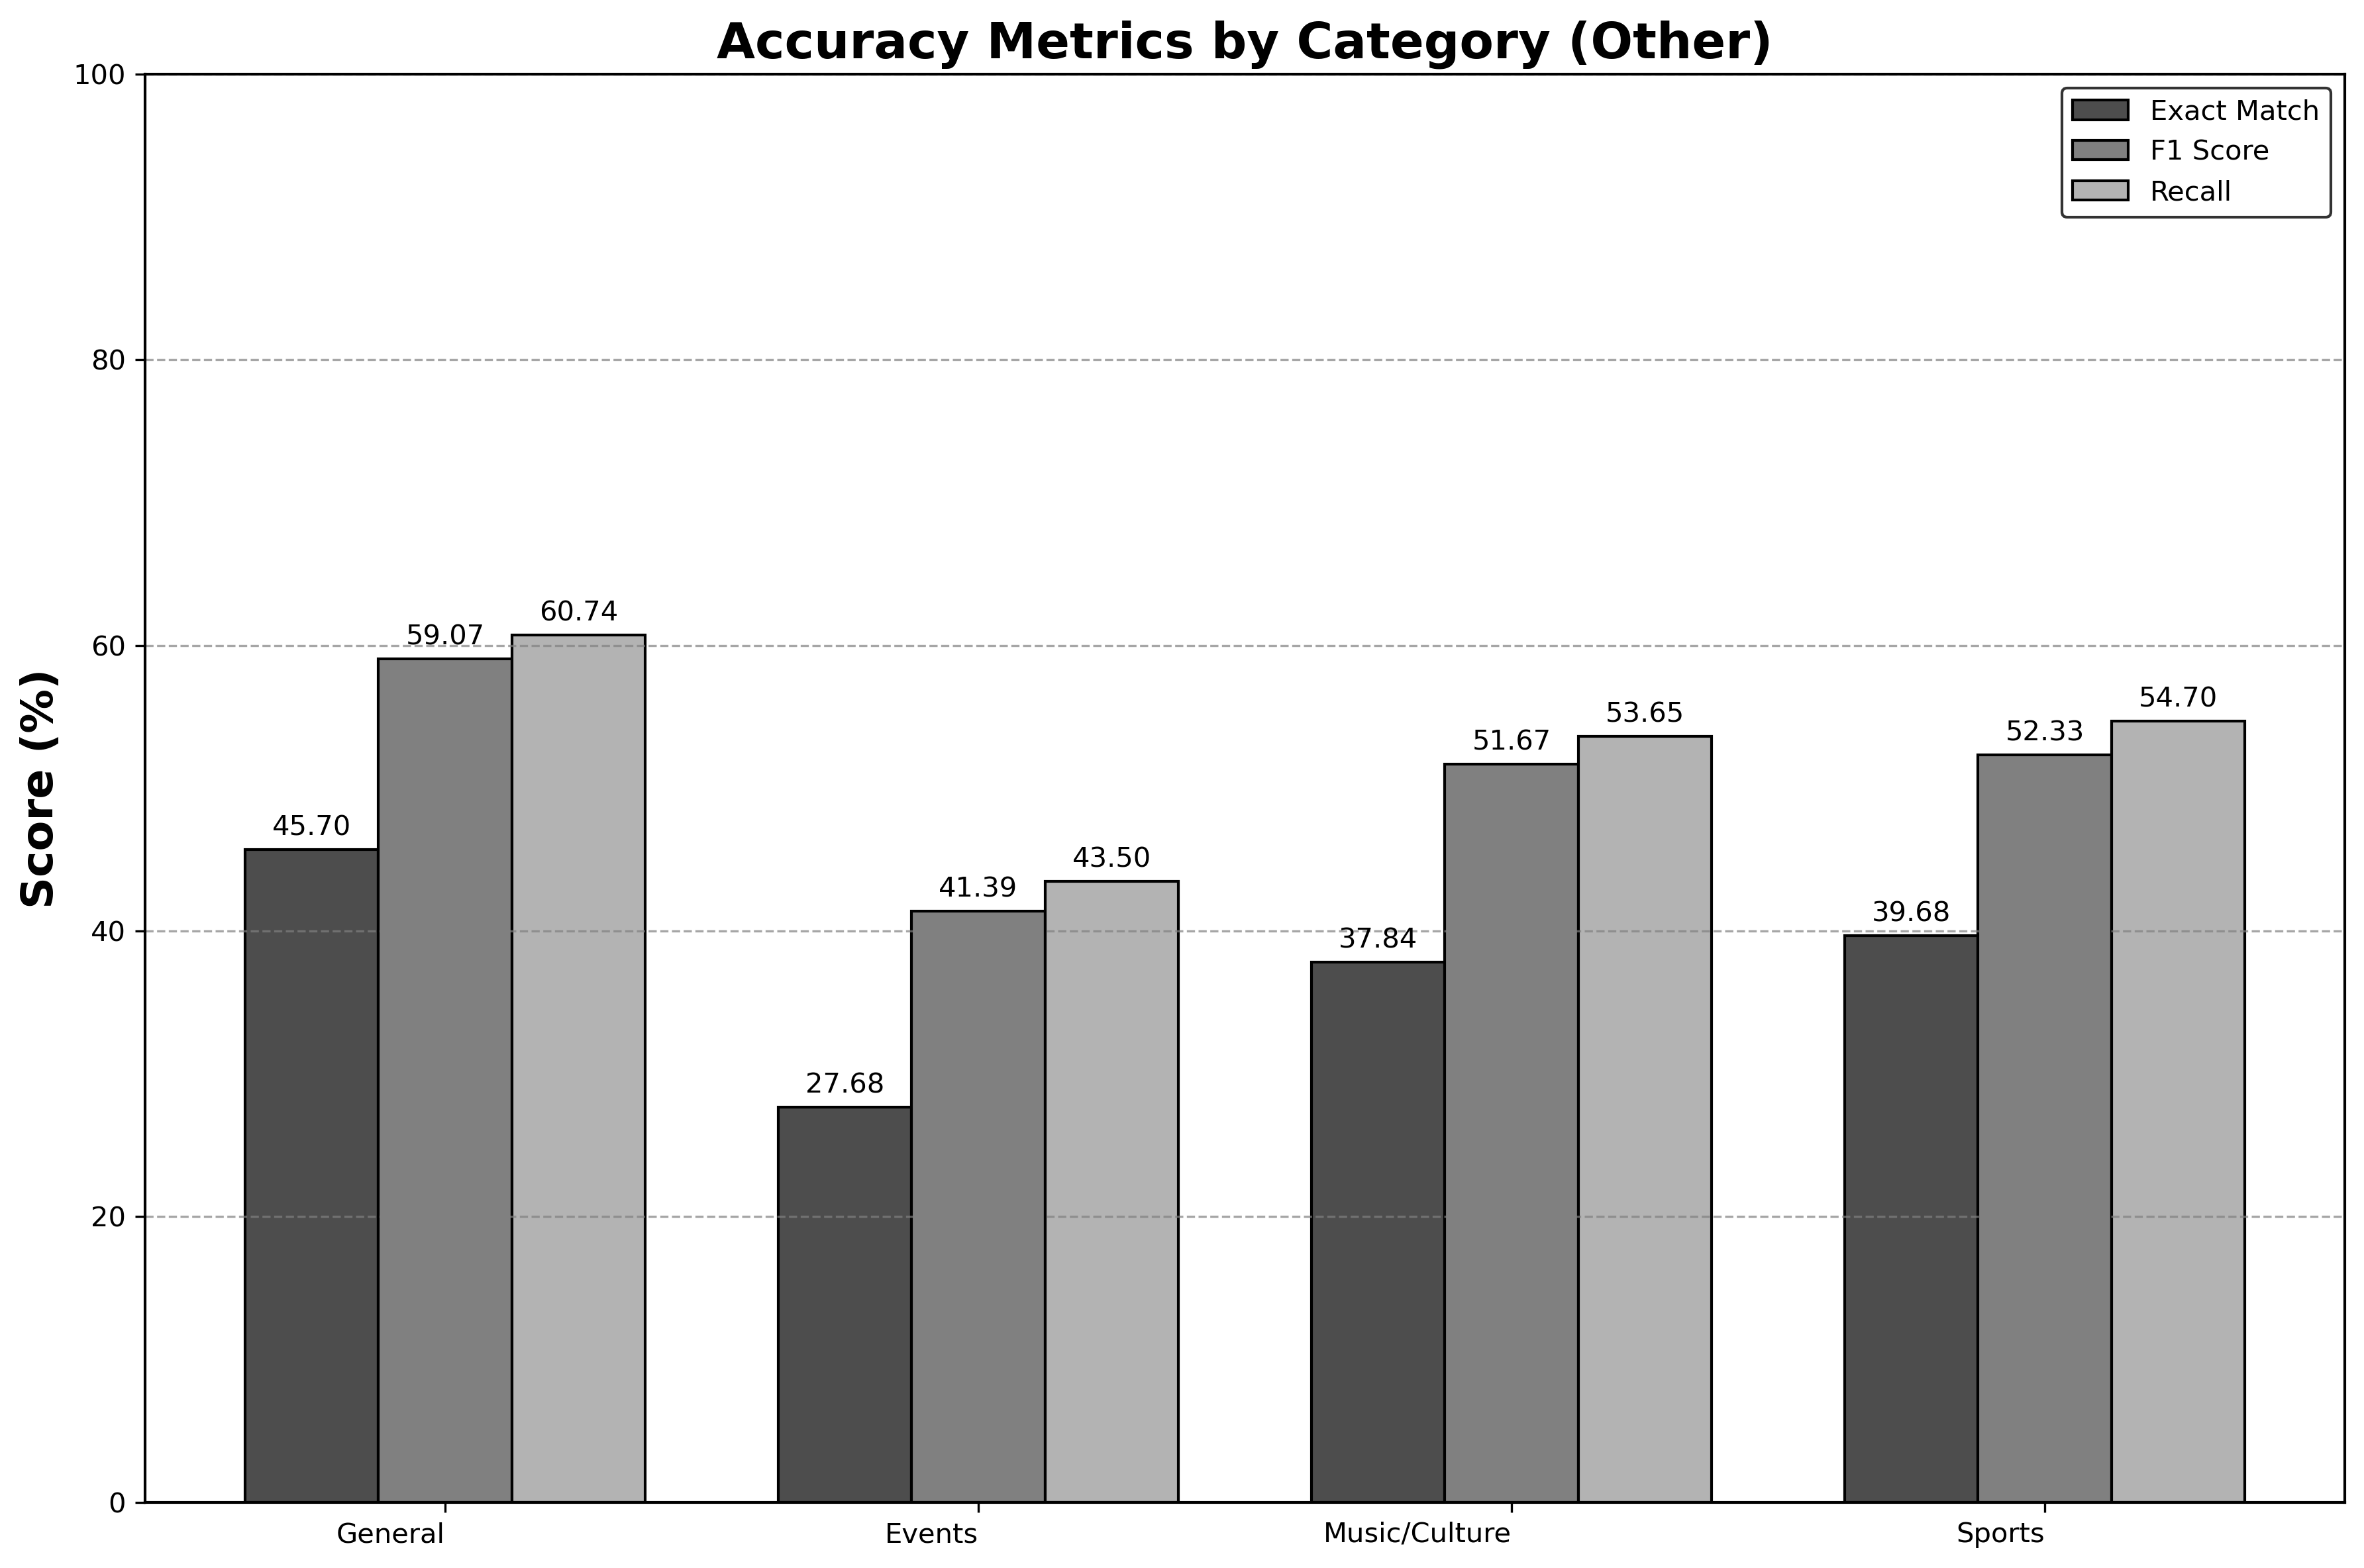 Accuracy Metrics by Category (Other)
100
80
60
40
20
0
Score (%)
Exact Match
F1 Score
Recall
45.70
59.07
60.74
27.68
41.39
43.50
37.84
51.67
53.65
39.68
52.33
54.70
General
Events
Music/Culture
Sports